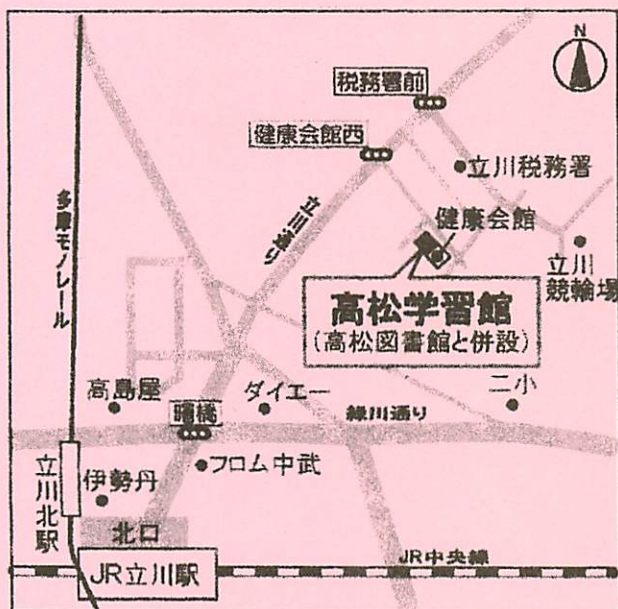 N
税務署前
健康会館西
立川税務署
多摩モノレール
立川通り
健康会館
立川
競輪場
高松学習館
(高松図書館と併設)
高島屋
曙橋
ダイエー
緑川通り
二小
フロム中武
立川北駅
伊勢丹
北口
JR中央線
JR立川駅